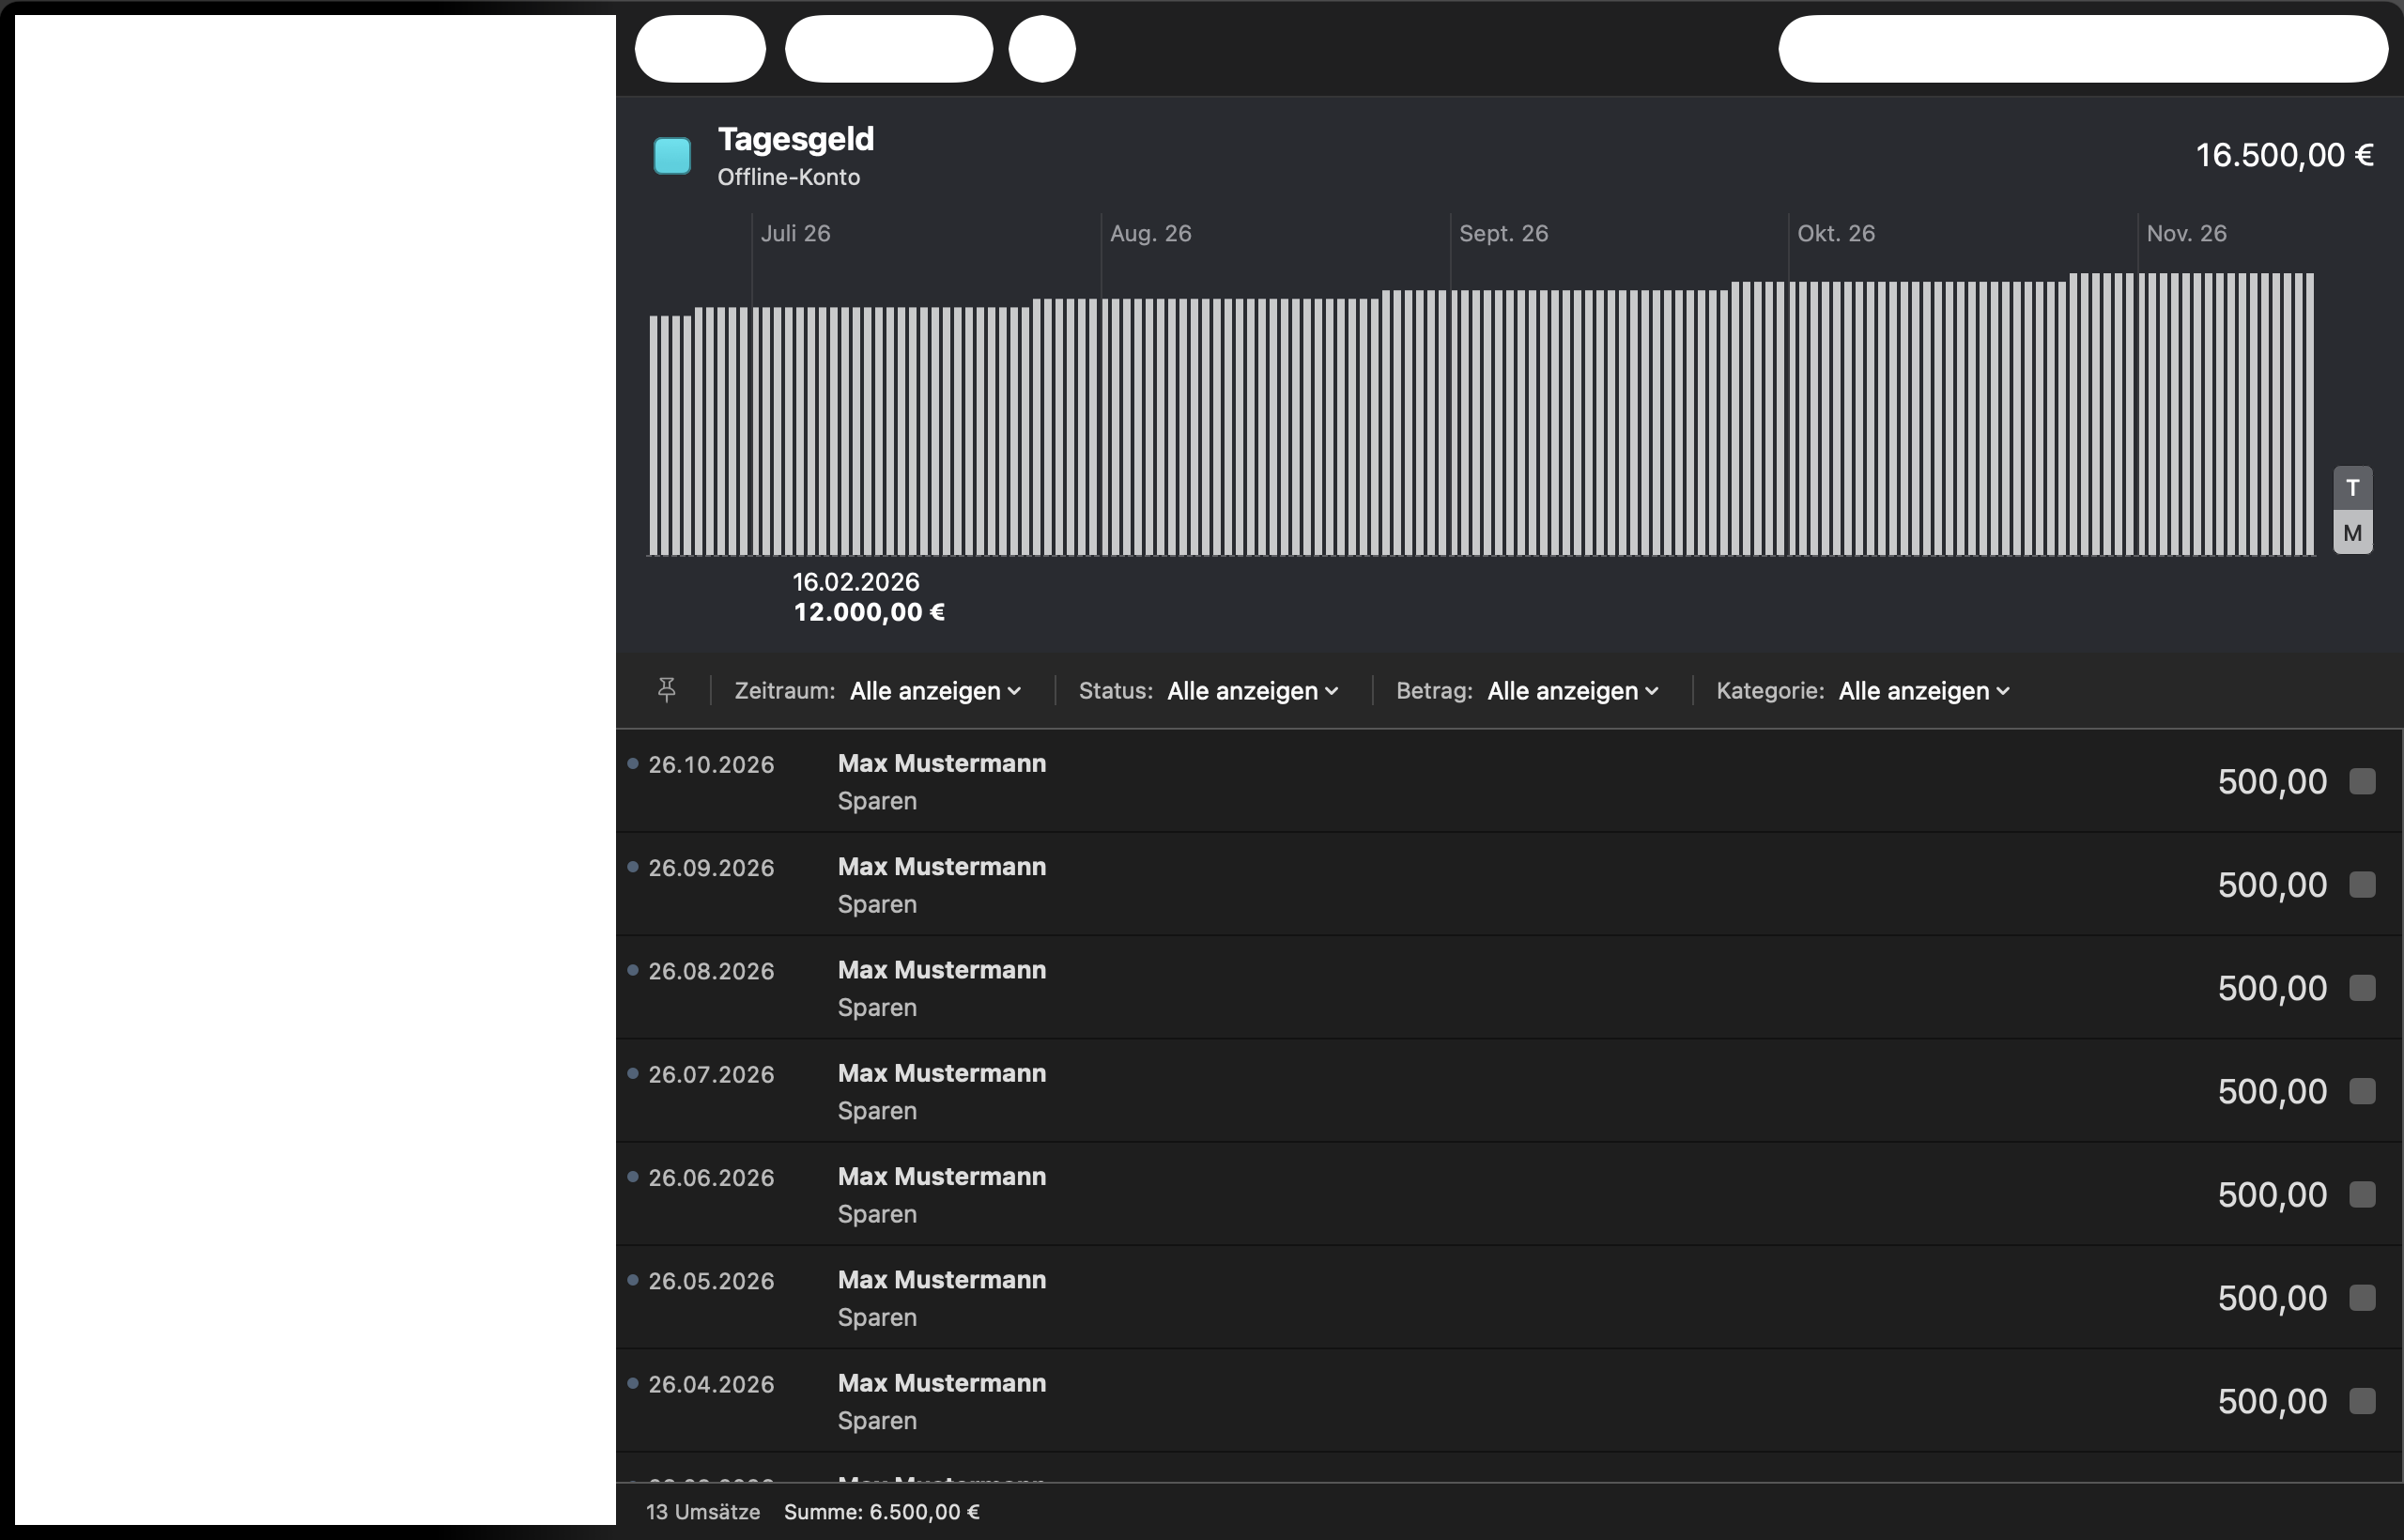 Tagesgeld
Offline-Konto
16.500,00 €
Juli 26 Aug. 26 Sept. 26 Okt. 26 Nov. 26
T
M
16.02.2026
12.000,00 €
Zeitraum: Alle anzeigen Status: Alle anzeigen Betrag: Alle anzeigen Kategorie: Alle anzeigen
26.10.2026 Max Mustermann 500,00
Sparen
26.09.2026 Max Mustermann 500,00
Sparen
26.08.2026 Max Mustermann 500,00
Sparen
26.07.2026 Max Mustermann 500,00
Sparen
26.06.2026 Max Mustermann 500,00
Sparen
26.05.2026 Max Mustermann 500,00
Sparen
26.04.2026 Max Mustermann 500,00
Sparen
13 Umsätze Summe: 6.500,00 €